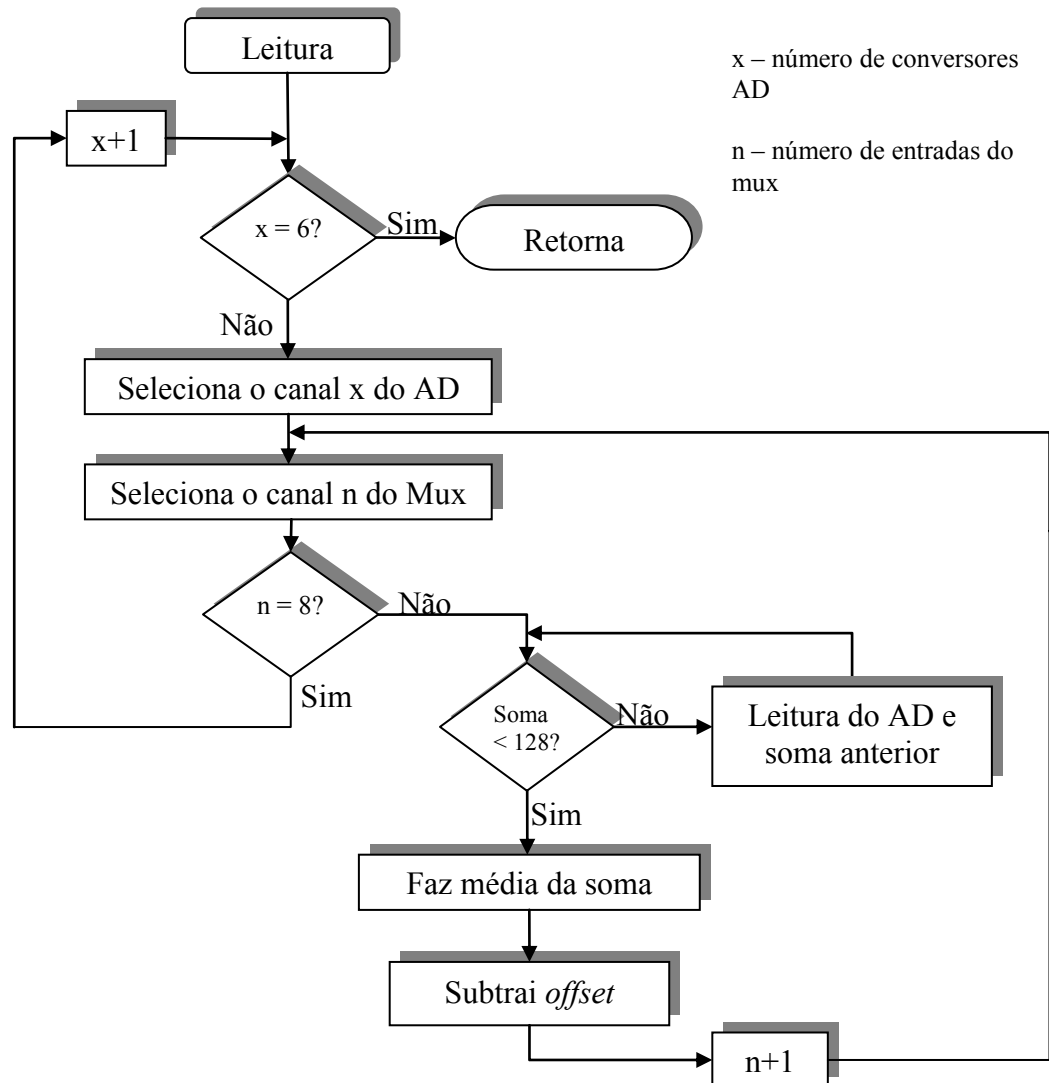 Leitura
x – número de conversores
AD
n – número de entradas do
mux
x+1
x = 6?
Sim
Retorna
Não
Seleciona o canal x do AD
Seleciona o canal n do Mux
n = 8?
Não
Sim
Soma
< 128?
Não
Leitura do AD e
soma anterior
Sim
Faz média da soma
Subtrai offset
n+1